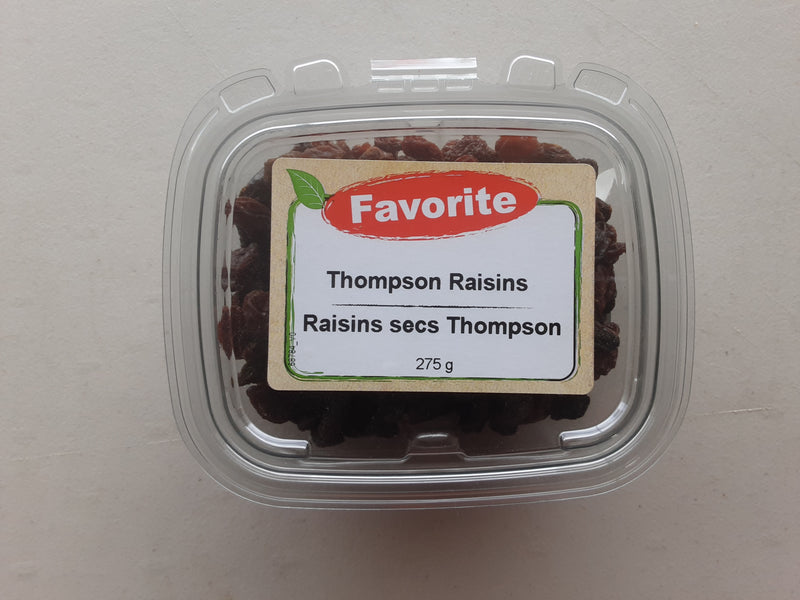 Favorite
Thompson Raisins
Raisins secs Thompson
275 g